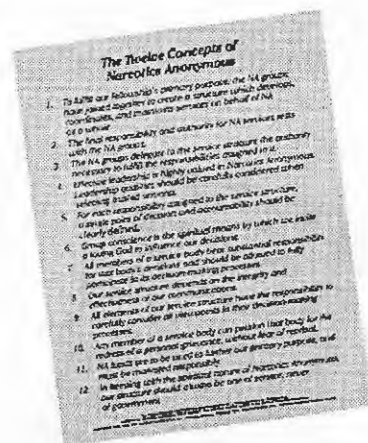 The Twelve Concepts of
Narcotics Anonymous
1. To fulfill our fellowship's primary purpose, the NA groups
have joined together to create a structure which develops,
coordinates, and maintains services on behalf of NA
as a whole.
2. The final responsibility and authority for NA services rests
with the NA groups.
3. The NA groups delegate to the service structure the authority
necessary to fulfill the responsibilities assigned to it.
4. Effective leadership is highly valued in Narcotics Anonymous.
Leadership qualities should be carefully considered when
selecting trusted servants.
5. For each responsibility assigned to the service structure,
a single point of decision and accountability should be
clearly defined.
6. Group conscience is the spiritual means by which we invite
a loving God to influence our decisions.
7. All members of a service body bear substantial responsibility
for that body's decisions and should be allowed to fully
participate in its decision-making processes.
8. Our service structure depends on the integrity and
effectiveness of our communications.
9. All elements of our service structure have the responsibility to
carefully consider all viewpoints in their decision-making
processes.
10. Any member of a service body can petition that body for the
redress of a personal grievance, without fear of reprisal.
11. NA funds are to be used to further our primary purpose, and
must be managed responsibly.
12. In keeping with the spiritual nature of Narcotics Anonymous,
our structure should always be one of service, never
of government.